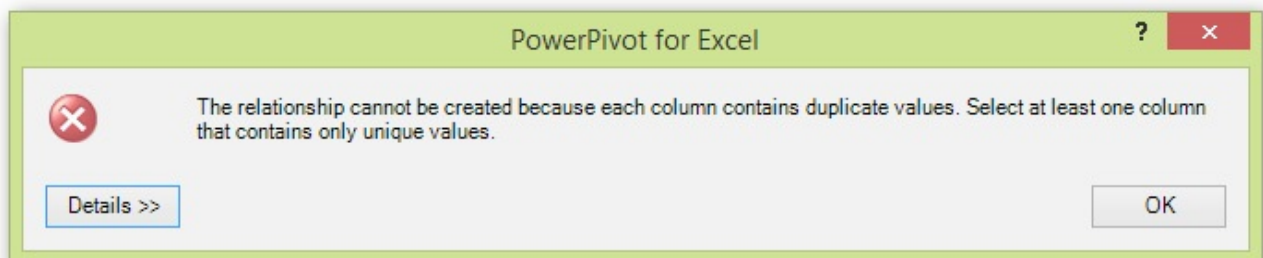 PowerPivot for Excel
?
The relationship cannot be created because each column contains duplicate values. Select at least one column
that contains only unique values.
Details >>
OK